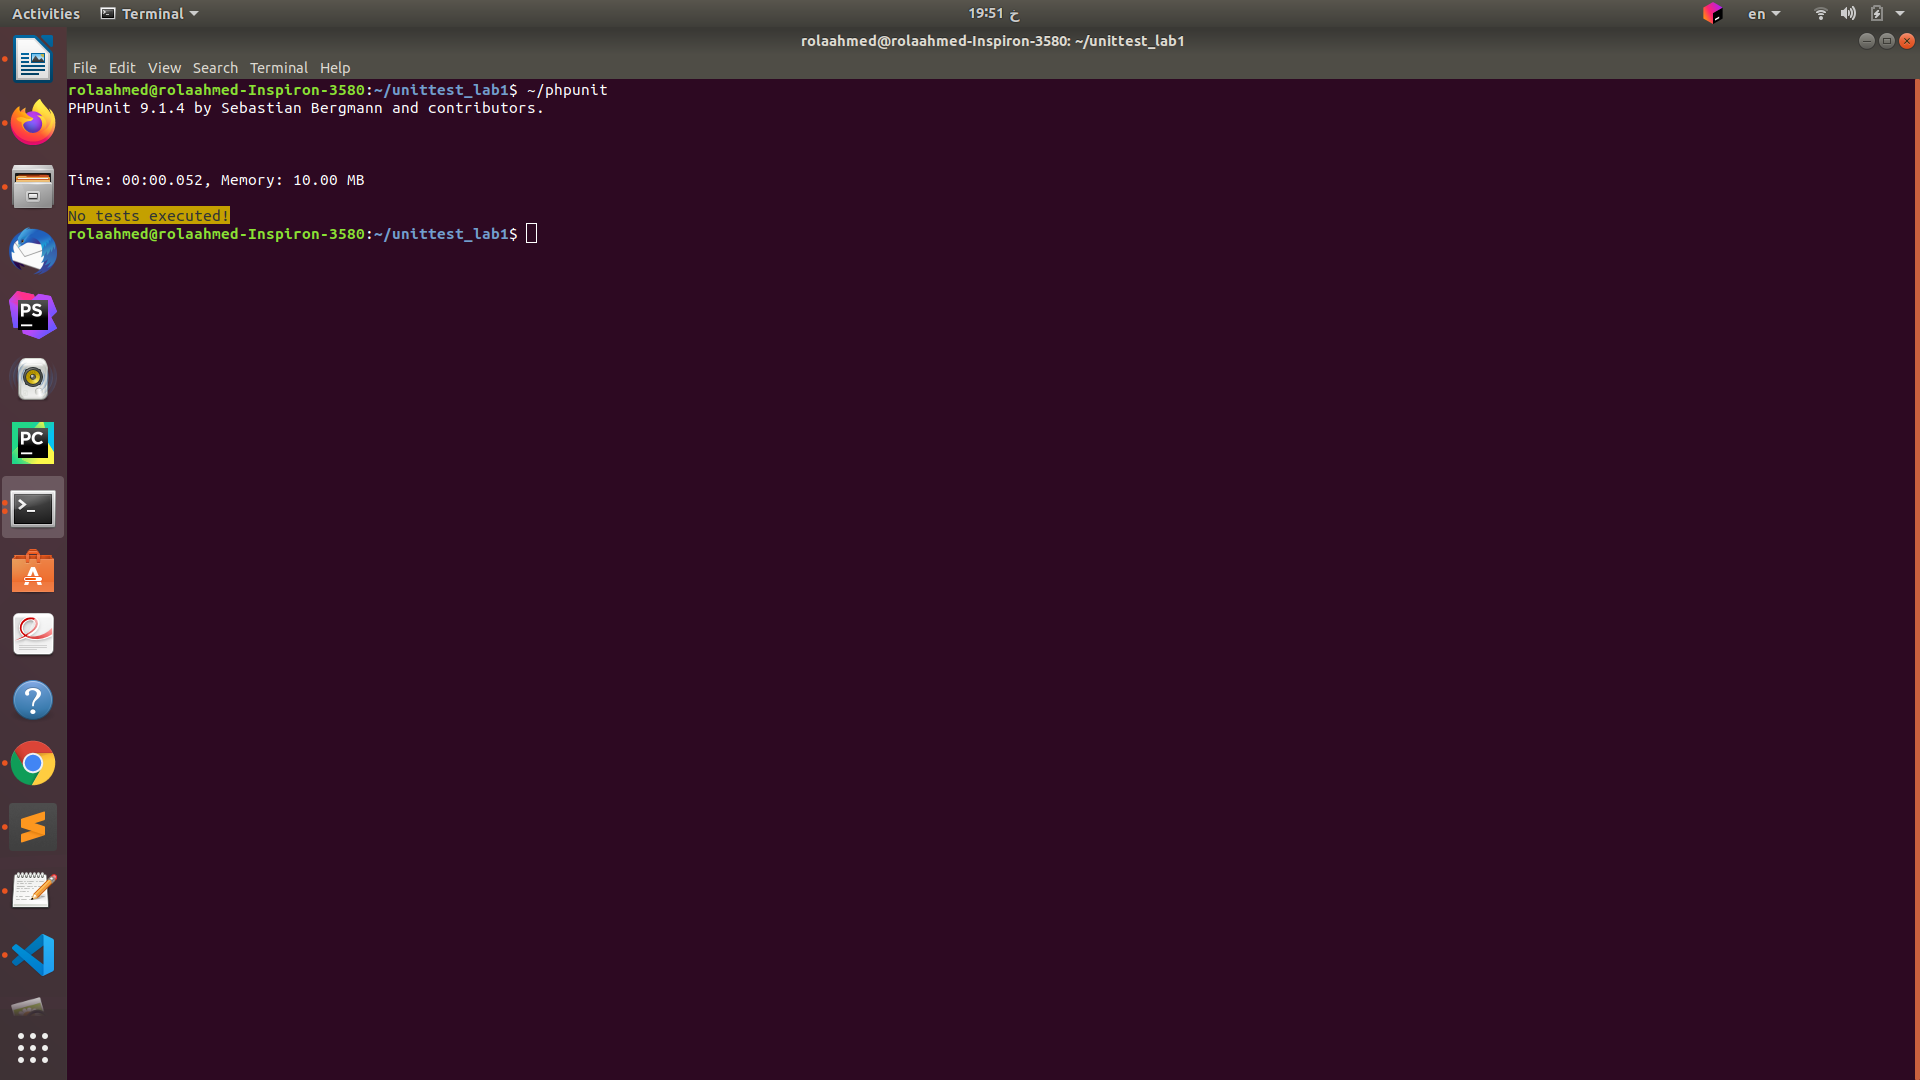 Activities Terminal 19:51 خ en
rolaahmed@rolaahmed-Inspiron-3580: ~/unittest_lab1
File Edit View Search Terminal Help
rolaahmed@rolaahmed-Inspiron-3580:~/unittest_lab1$ ~/phpunit
PHPUnit 9.1.4 by Sebastian Bergmann and contributors.
Time: 00:00.052, Memory: 10.00 MB
No tests executed!
rolaahmed@rolaahmed-Inspiron-3580:~/unittest_lab1$
PS
PC